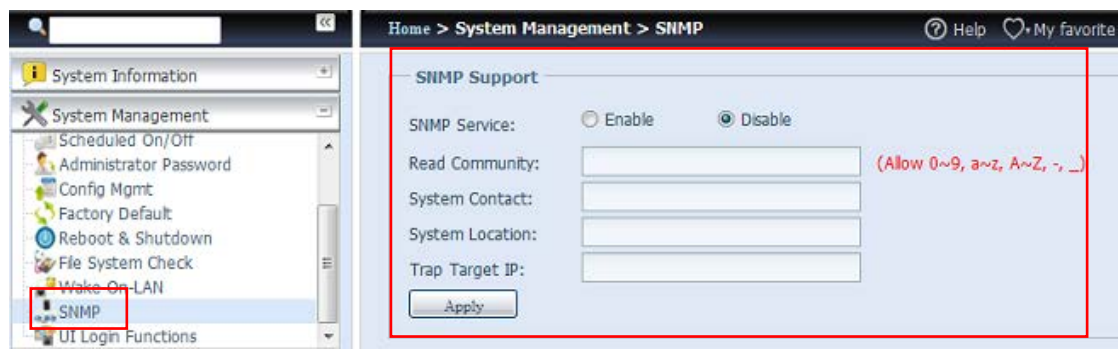 Home > System Management > SNMP
Help
My favorite
System Information
System Management
Scheduled On/Off
Administrator Password
Config Mgmt
Factory Default
Reboot & Shutdown
File System Check
Wake-On-LAN
SNMP
UI Login Functions
SNMP Support
SNMP Service: Enable Disable
Read Community: (Allow 0~9, a~z, A~Z, -, _)
System Contact:
System Location:
Trap Target IP:
Apply